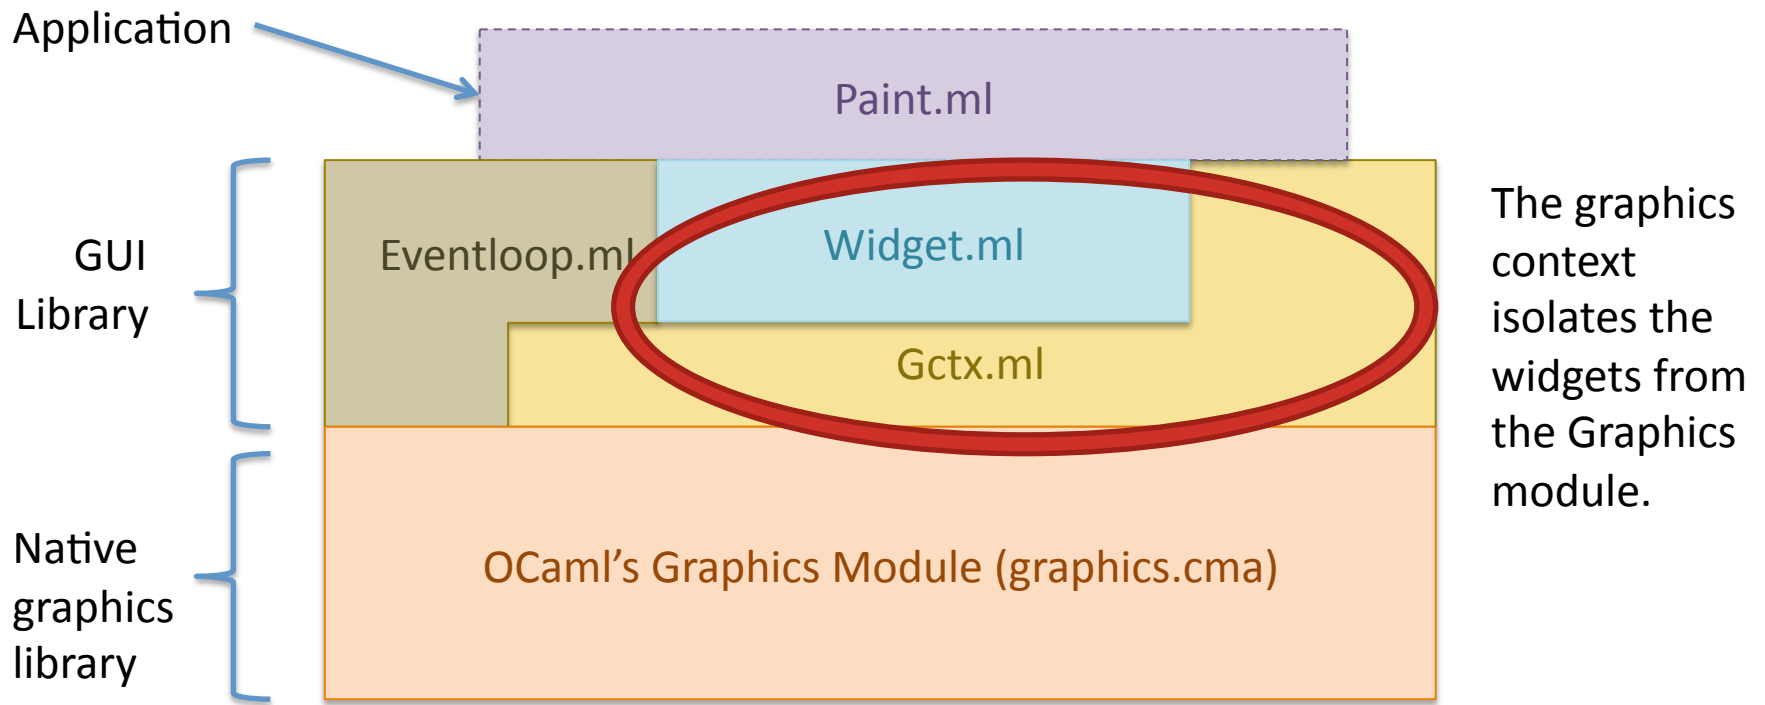 Application
Paint.ml
GUI
Library
Eventloop.ml
Widget.ml
Gctx.ml
The graphics
context
isolates the
widgets from
the Graphics
module.
Native
graphics
library
OCaml’s Graphics Module (graphics.cma)